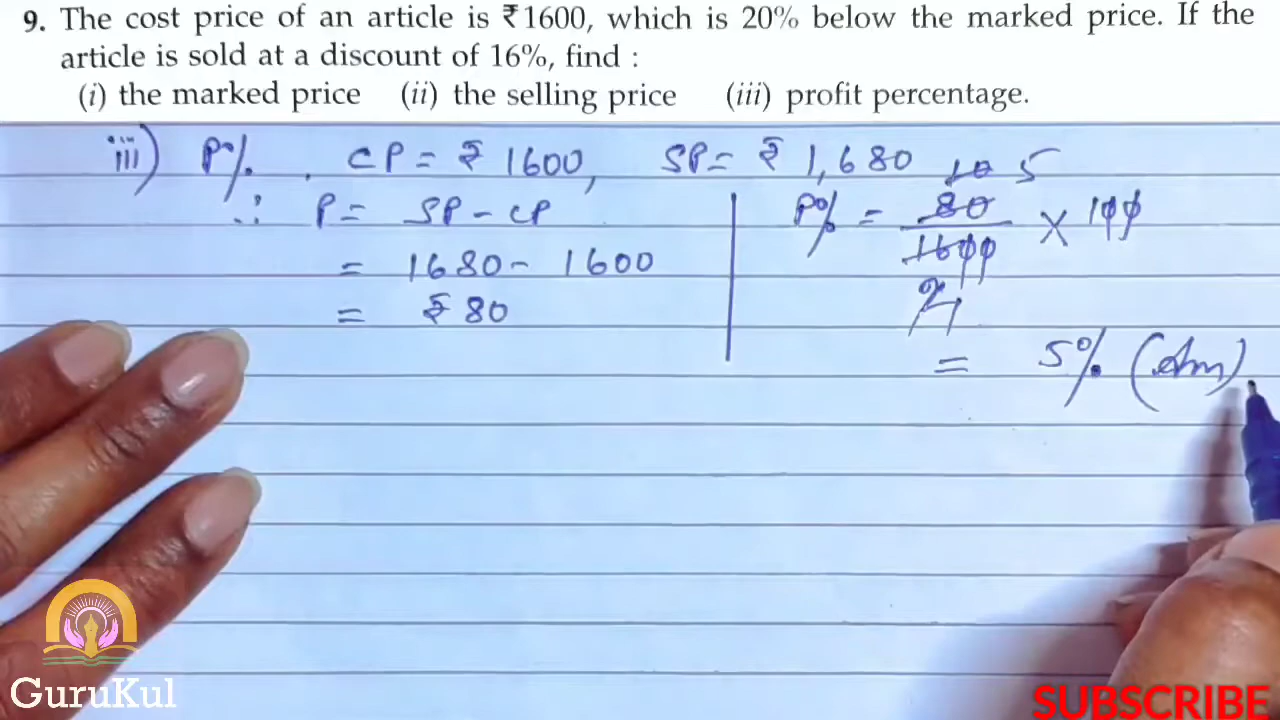 9. The cost price of an article is ₹1600, which is 20% below the marked price. If the
article is sold at a discount of 16%, find :
(i) the marked price (ii) the selling price (iii) profit percentage.
iii) P% . CP = ₹ 1600, SP = ₹ 1,680
∴ P = SP - CP
= 1680 - 1600
= ₹ 80
10 5
P% = 80/1600 × 100
2
= 5% (Ans)
GuruKul
SUBSCRIBE